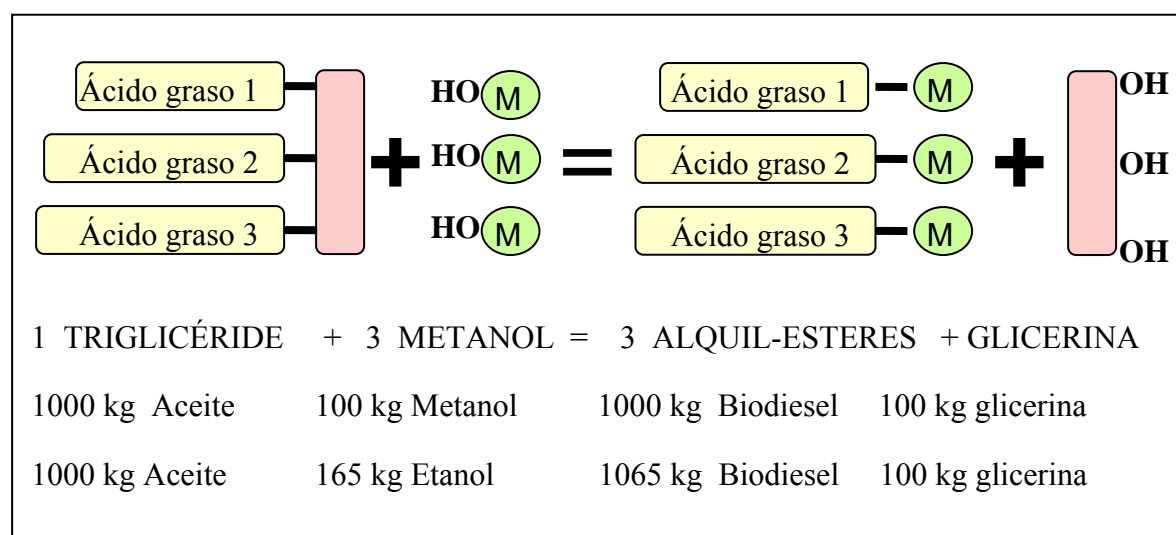 Ácido graso 1 HO M Ácido graso 1 M OH
Ácido graso 2 + HO M = Ácido graso 2 M + OH
Ácido graso 3 HO M Ácido graso 3 M OH
1 TRIGLICÉRIDE + 3 METANOL = 3 ALQUIL-ESTERES + GLICERINA
1000 kg Aceite 100 kg Metanol 1000 kg Biodiesel 100 kg glicerina
1000 kg Aceite 165 kg Etanol 1065 kg Biodiesel 100 kg glicerina